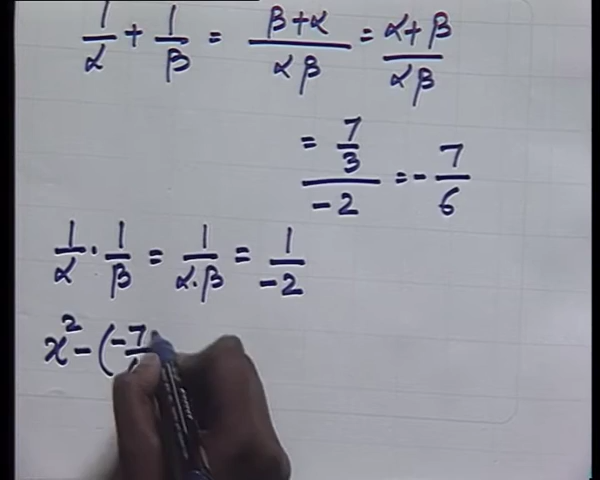 1/α + 1/β = β+α/αβ = α+β/αβ
= 7/3/-2 = -7/6
1/α · 1/β = 1/α.β = 1/-2
x² - (-7/